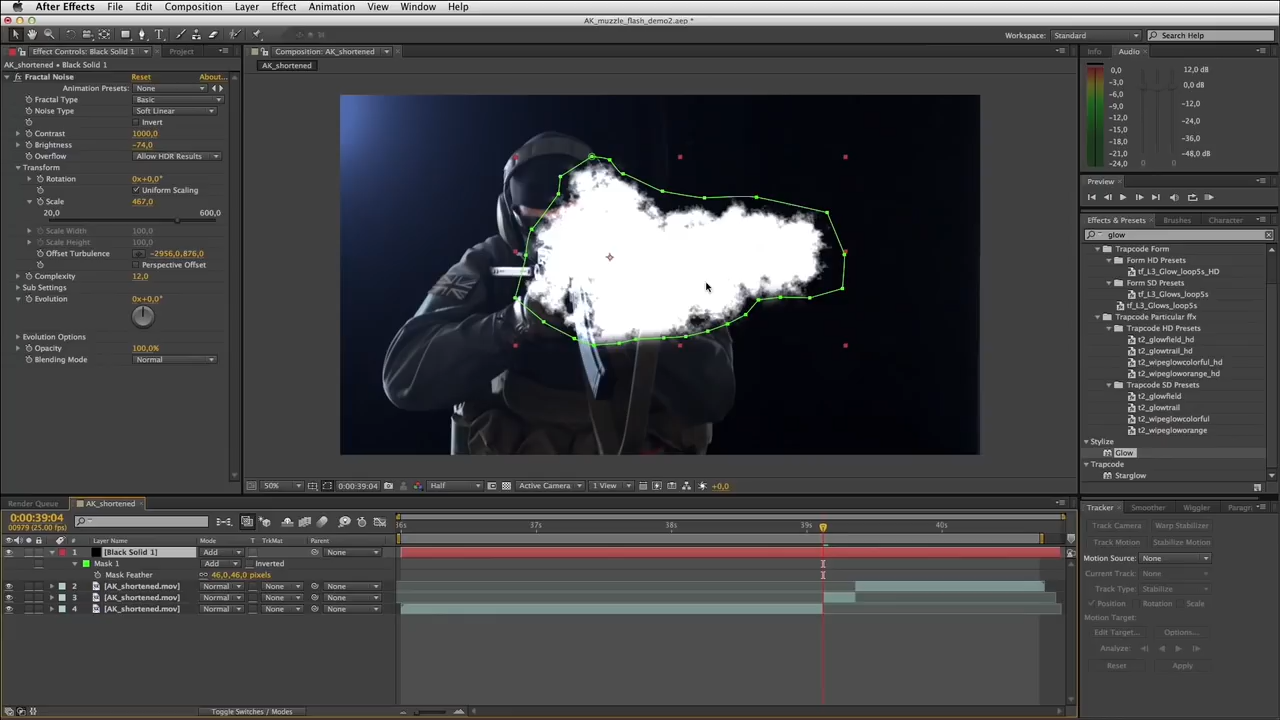 After Effects File Edit Composition Layer Effect Animation View Window Help
AK_muzzle_flash_demo2.aep *
Workspace: Standard Search Help
Effect Controls: Black Solid 1 Project
Composition: AK_shortened
Info Audio
AK_shortened • Black Solid 1
AK_shortened
Fractal Noise Reset About...
Animation Presets: None
Fractal Type Basic
Noise Type Soft Linear
Invert
Contrast 1000,0
Brightness -74,0
Overflow Allow HDR Results
Transform
Rotation 0x+0,0°
Uniform Scaling
Scale 467,0
20,0 600,0
Scale Width 100,0
Scale Height 100,0
Offset Turbulence -2956,0,876,0
Perspective Offset
Complexity 12,0
Sub Settings
Evolution 0x+0,0°
Evolution Options
Opacity 100,0%
Blending Mode Normal
0,0 12,0 dB
-3,0
-6,0 0,0 dB
-9,0
-12,0 -12,0
-15,0 -24,0
-18,0 -36,0
-21,0
-24,0 0 0 -48,0 dB
Preview
Effects & Presets Brushes Character
glow
Trapcode Form
Form HD Presets
tf_L3_Glow_loop5s_HD
Form SD Presets
tf_L3_Glows_loop5s
tf_L3_Glows_loop5s
Trapcode Particular ffx
Trapcode HD Presets
t2_glowfield_hd
t2_glowtrail_hd
t2_wipeglowcolorful_hd
t2_wipegloworange_hd
Trapcode SD Presets
t2_glowfield
t2_glowtrail
t2_wipeglowcolorful
t2_wipegloworange
Stylize
Glow
Trapcode
Starglow
50% 0:00:39:04 Half Active Camera 1 View +0,0
Render Queue AK_shortened
0:00:39:04
00979 (25.00 fps)
36s 37s 38s 39s 40s
# Layer Name Mode T TrkMat Parent
1 [Black Solid 1] Add None
Mask 1 Add Inverted
Mask Feather 46,0,46,0 pixels
2 [AK_shortened.mov] Normal None None
3 [AK_shortened.mov] Normal None None
4 [AK_shortened.mov] Normal None None
Toggle Switches / Modes
Tracker Smoother Wiggler Paragra
Track Camera Warp Stabilizer
Track Motion Stabilize Motion
Motion Source: None
Current Track: None
Track Type: Stabilize
Position Rotation Scale
Motion Target:
Edit Target... Options...
Analyze:
Reset Apply